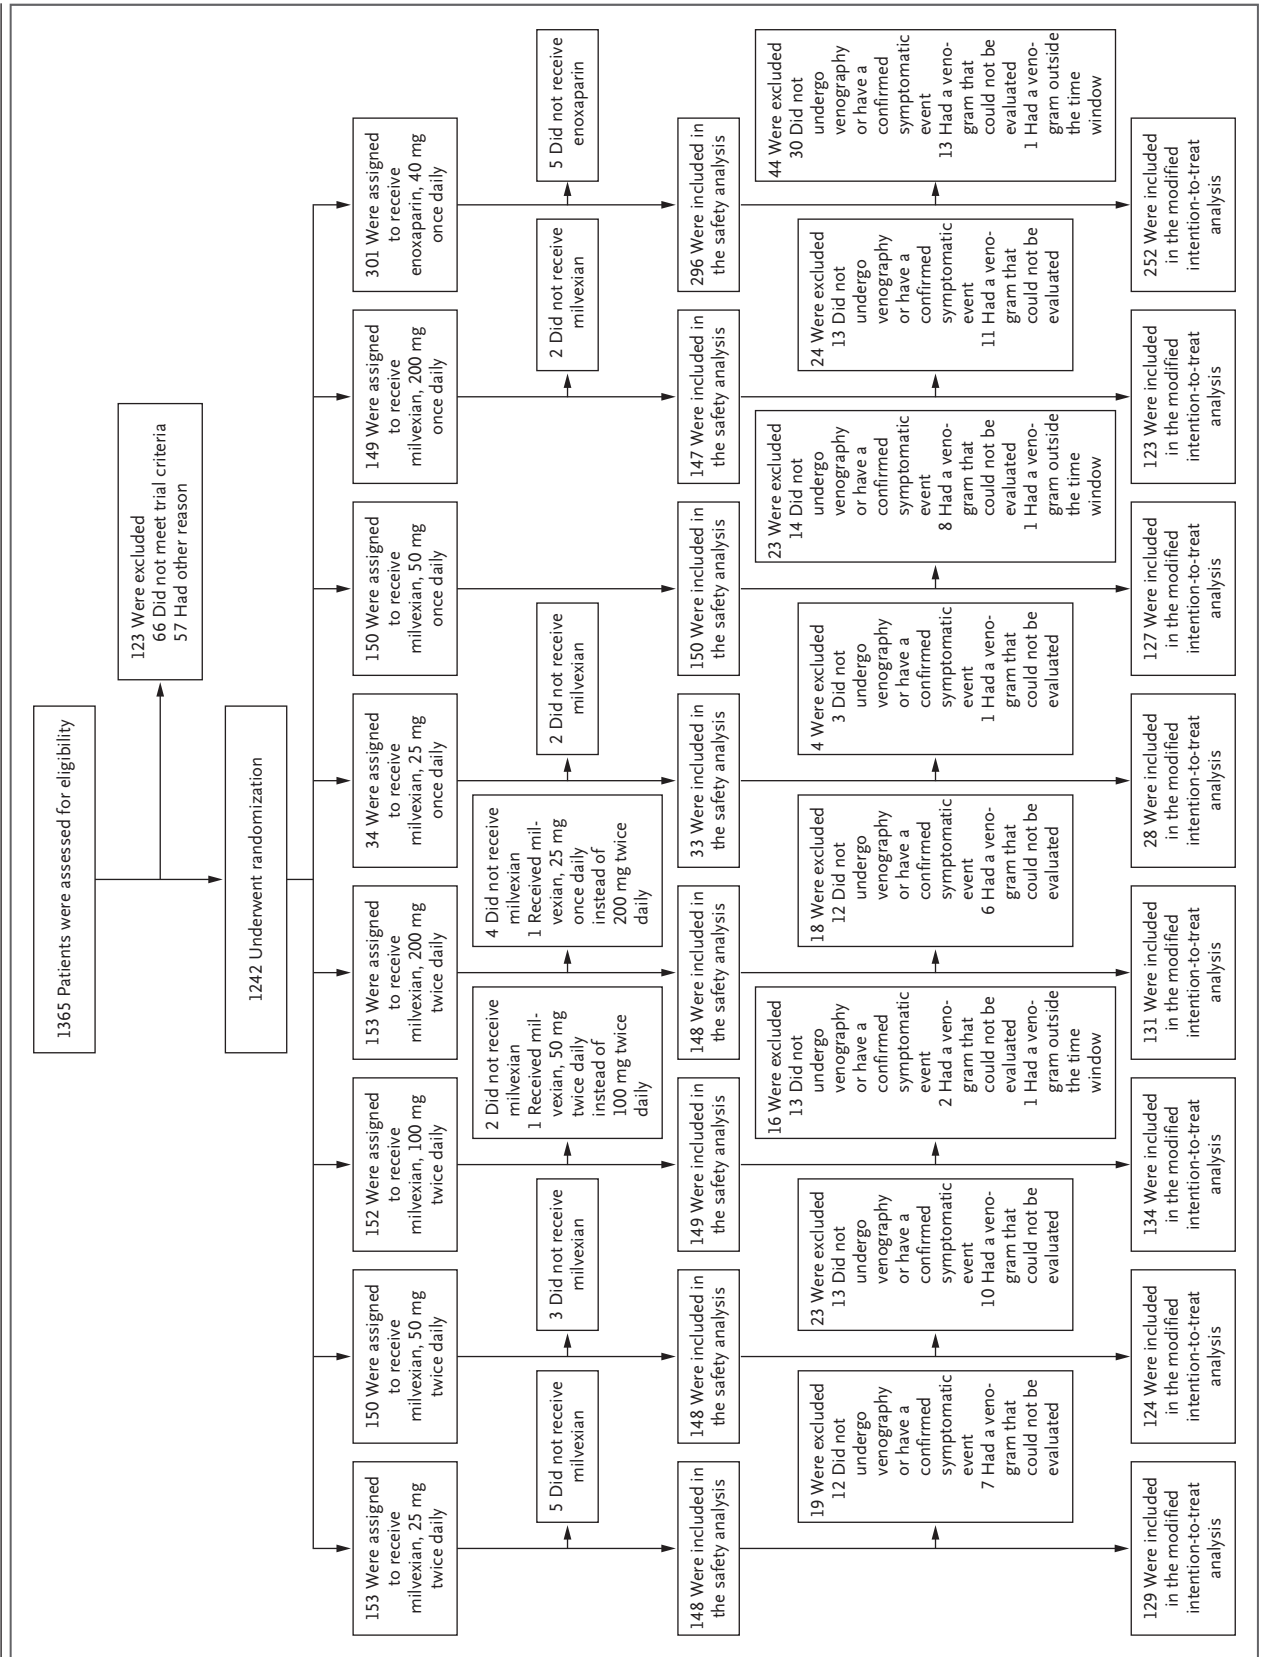 1365 Patients were assessed for eligibility
123 Were excluded
66 Did not meet trial criteria
57 Had other reason
1242 Underwent randomization
153 Were assigned
to receive
milvexian, 25 mg
twice daily
150 Were assigned
to receive
milvexian, 50 mg
twice daily
152 Were assigned
to receive
milvexian, 100 mg
twice daily
153 Were assigned
to receive
milvexian, 200 mg
twice daily
34 Were assigned
to receive
milvexian, 25 mg
once daily
150 Were assigned
to receive
milvexian, 50 mg
once daily
149 Were assigned
to receive
milvexian, 200 mg
once daily
301 Were assigned
to receive
enoxaparin, 40 mg
once daily
5 Did not receive
milvexian
3 Did not receive
milvexian
2 Did not receive
milvexian
1 Received mil-
vexian, 50 mg
twice daily
instead of
100 mg twice
daily
4 Did not receive
milvexian
1 Received mil-
vexian, 25 mg
once daily
instead of
200 mg twice
daily
2 Did not receive
milvexian
2 Did not receive
milvexian
5 Did not receive
enoxaparin
148 Were included in
the safety analysis
148 Were included in
the safety analysis
149 Were included in
the safety analysis
148 Were included in
the safety analysis
33 Were included in
the safety analysis
150 Were included in
the safety analysis
147 Were included in
the safety analysis
296 Were included in
the safety analysis
19 Were excluded
12 Did not
undergo
venography
or have a
confirmed
symptomatic
event
7 Had a veno-
gram that
could not be
evaluated
23 Were excluded
13 Did not
undergo
venography
or have a
confirmed
symptomatic
event
10 Had a veno-
gram that
could not be
evaluated
16 Were excluded
13 Did not
undergo
venography
or have a
confirmed
symptomatic
event
2 Had a veno-
gram that
could not be
evaluated
1 Had a veno-
gram outside
the time
window
18 Were excluded
12 Did not
undergo
venography
or have a
confirmed
symptomatic
event
6 Had a veno-
gram that
could not be
evaluated
4 Were excluded
3 Did not
undergo
venography
or have a
confirmed
symptomatic
event
1 Had a veno-
gram that
could not be
evaluated
23 Were excluded
14 Did not
undergo
venography
or have a
confirmed
symptomatic
event
8 Had a veno-
gram that
could not be
evaluated
1 Had a veno-
gram outside
the time
window
24 Were excluded
13 Did not
undergo
venography
or have a
confirmed
symptomatic
event
11 Had a veno-
gram that
could not be
evaluated
44 Were excluded
30 Did not
undergo
venography
or have a
confirmed
symptomatic
event
13 Had a veno-
gram that
could not be
evaluated
1 Had a veno-
gram outside
the time
window
129 Were included
in the modified
intention-to-treat
analysis
124 Were included
in the modified
intention-to-treat
analysis
134 Were included
in the modified
intention-to-treat
analysis
131 Were included
in the modified
intention-to-treat
analysis
28 Were included
in the modified
intention-to-treat
analysis
127 Were included
in the modified
intention-to-treat
analysis
123 Were included
in the modified
intention-to-treat
analysis
252 Were included
in the modified
intention-to-treat
analysis